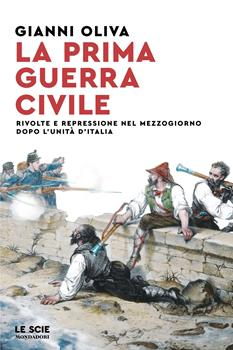 GIANNI OLIVA
LA PRIMA
GUERRA
CIVILE
RIVOLTE E REPRESSIONE NEL MEZZOGIORNO
DOPO L'UNITÀ D'ITALIA
LE SCIE
MONDADORI